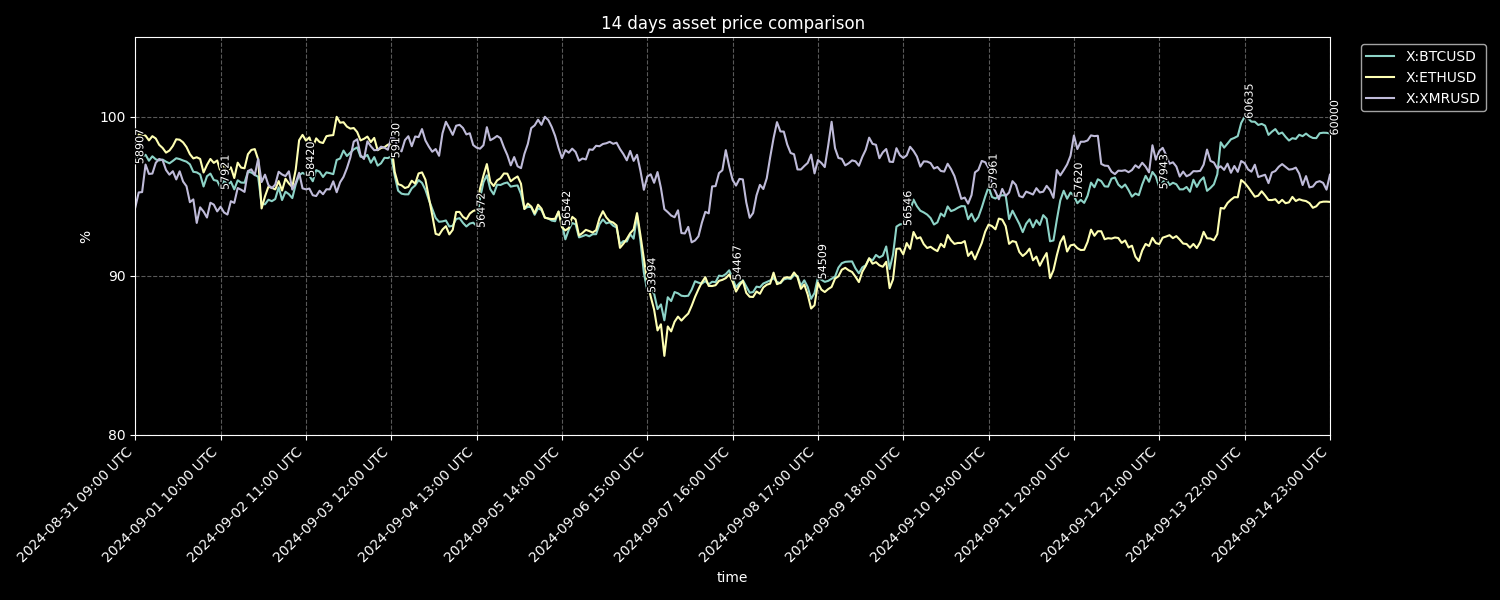 14 days asset price comparison
X:BTCUSD
X:ETHUSD
X:XMRUSD
%
100
90
80
58907
57921
58420
59130
56472
56542
53994
54467
54509
56546
57961
57620
57943
60635
60000
2024-08-31 09:00 UTC
2024-09-01 10:00 UTC
2024-09-02 11:00 UTC
2024-09-03 12:00 UTC
2024-09-04 13:00 UTC
2024-09-05 14:00 UTC
2024-09-06 15:00 UTC
2024-09-07 16:00 UTC
2024-09-08 17:00 UTC
2024-09-09 18:00 UTC
2024-09-10 19:00 UTC
2024-09-11 20:00 UTC
2024-09-12 21:00 UTC
2024-09-13 22:00 UTC
2024-09-14 23:00 UTC
time